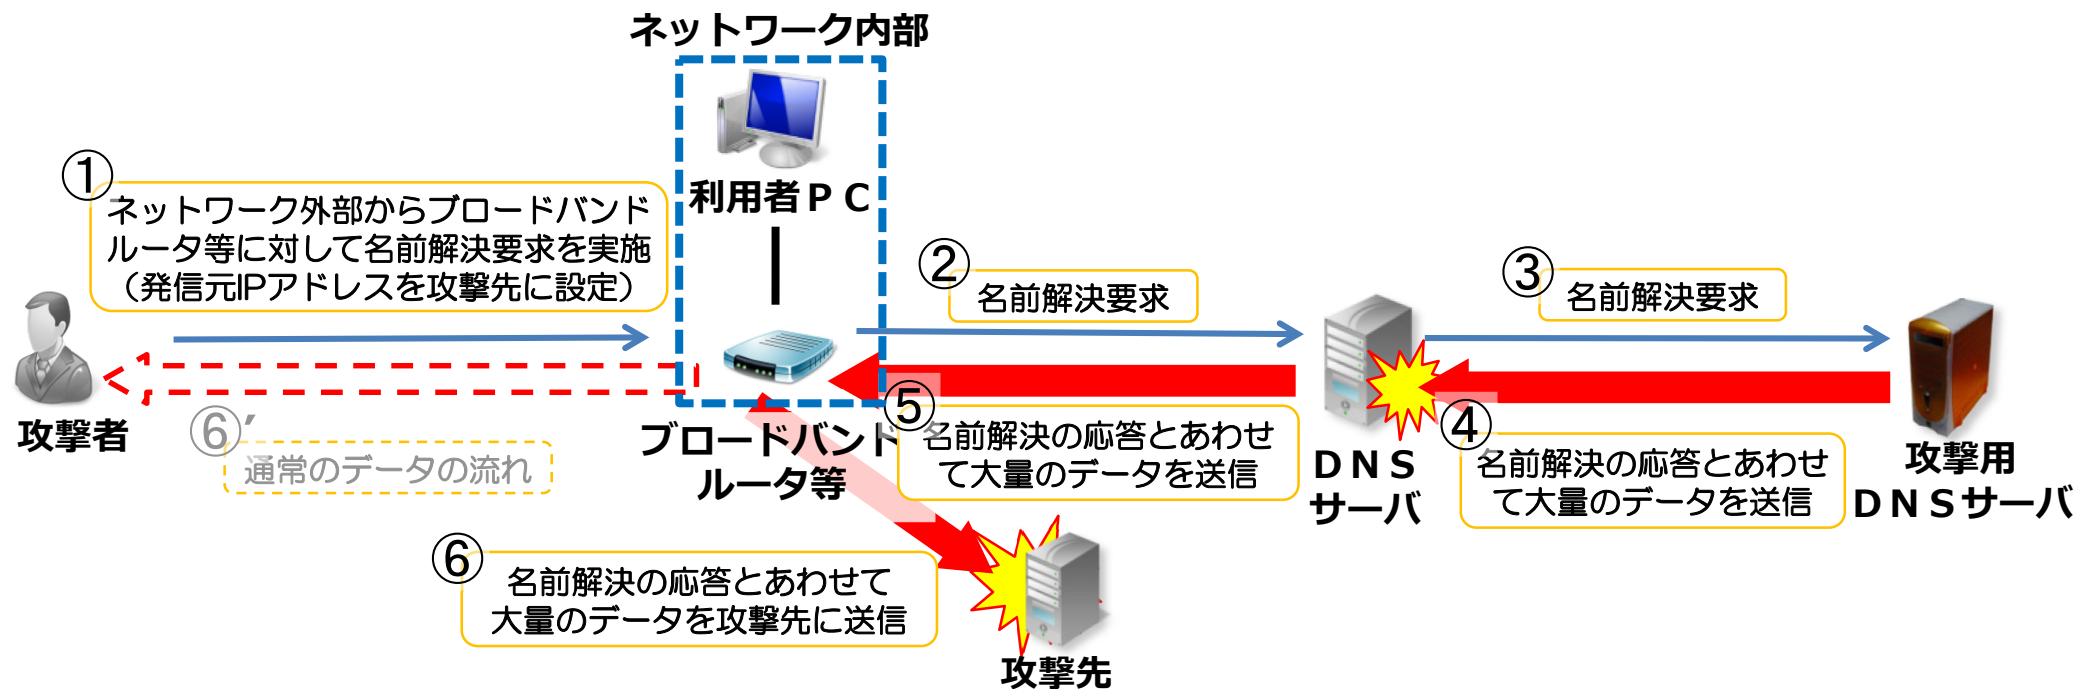 ネットワーク内部
利用者ＰＣ
①
ネットワーク外部からブロードバンド
ルータ等に対して名前解決要求を実施
（発信元IPアドレスを攻撃先に設定）
②
名前解決要求
③
名前解決要求
攻撃者
⑥′
通常のデータの流れ
ブロードバンド
ルータ等
⑤
名前解決の応答とあわせ
て大量のデータを送信
ＤＮＳ
サーバ
④
名前解決の応答とあわせ
て大量のデータを送信
攻撃用
ＤＮＳサーバ
⑥
名前解決の応答とあわせて
大量のデータを攻撃先に送信
攻撃先